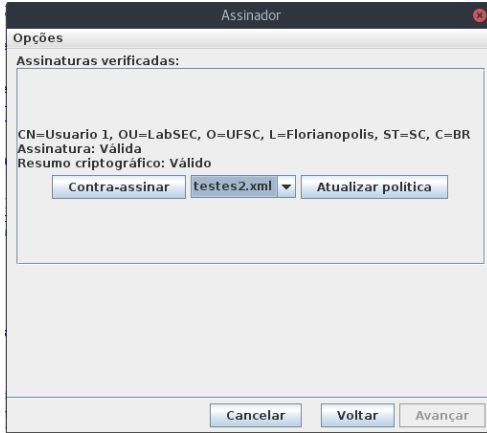 Assinador
Opções
Assinaturas verificadas:
CN=Usuario 1, OU=LabSEC, O=UFSC, L=Florianopolis, ST=SC, C=BR
Assinatura: Válida
Resumo criptográfico: Válido
Contra-assinar testes2.xml Atualizar política
Cancelar Voltar Avançar